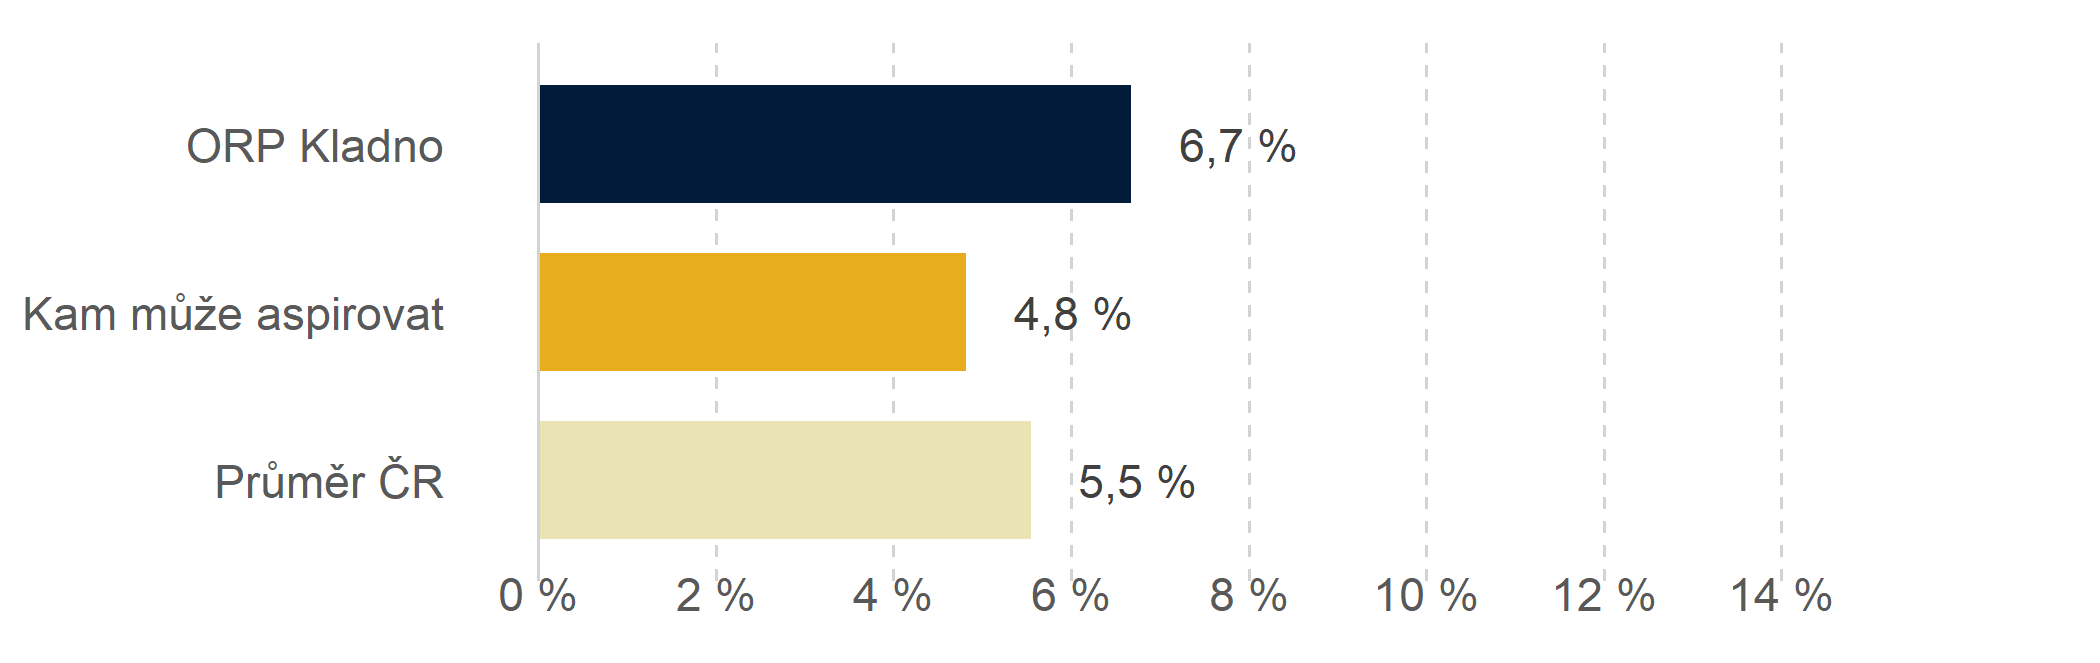 ORP Kladno
6,7 %
Kam může aspirovat
4,8 %
Průměr ČR
5,5 %
0 % 2 % 4 % 6 % 8 % 10 % 12 % 14 %